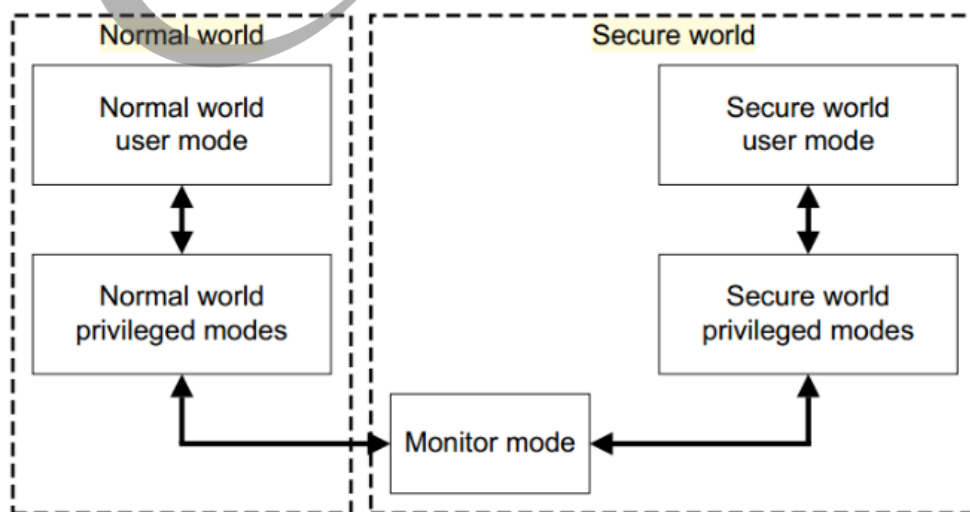 Normal world
Secure world
Normal world
user mode
Secure world
user mode
Normal world
privileged modes
Secure world
privileged modes
Monitor mode